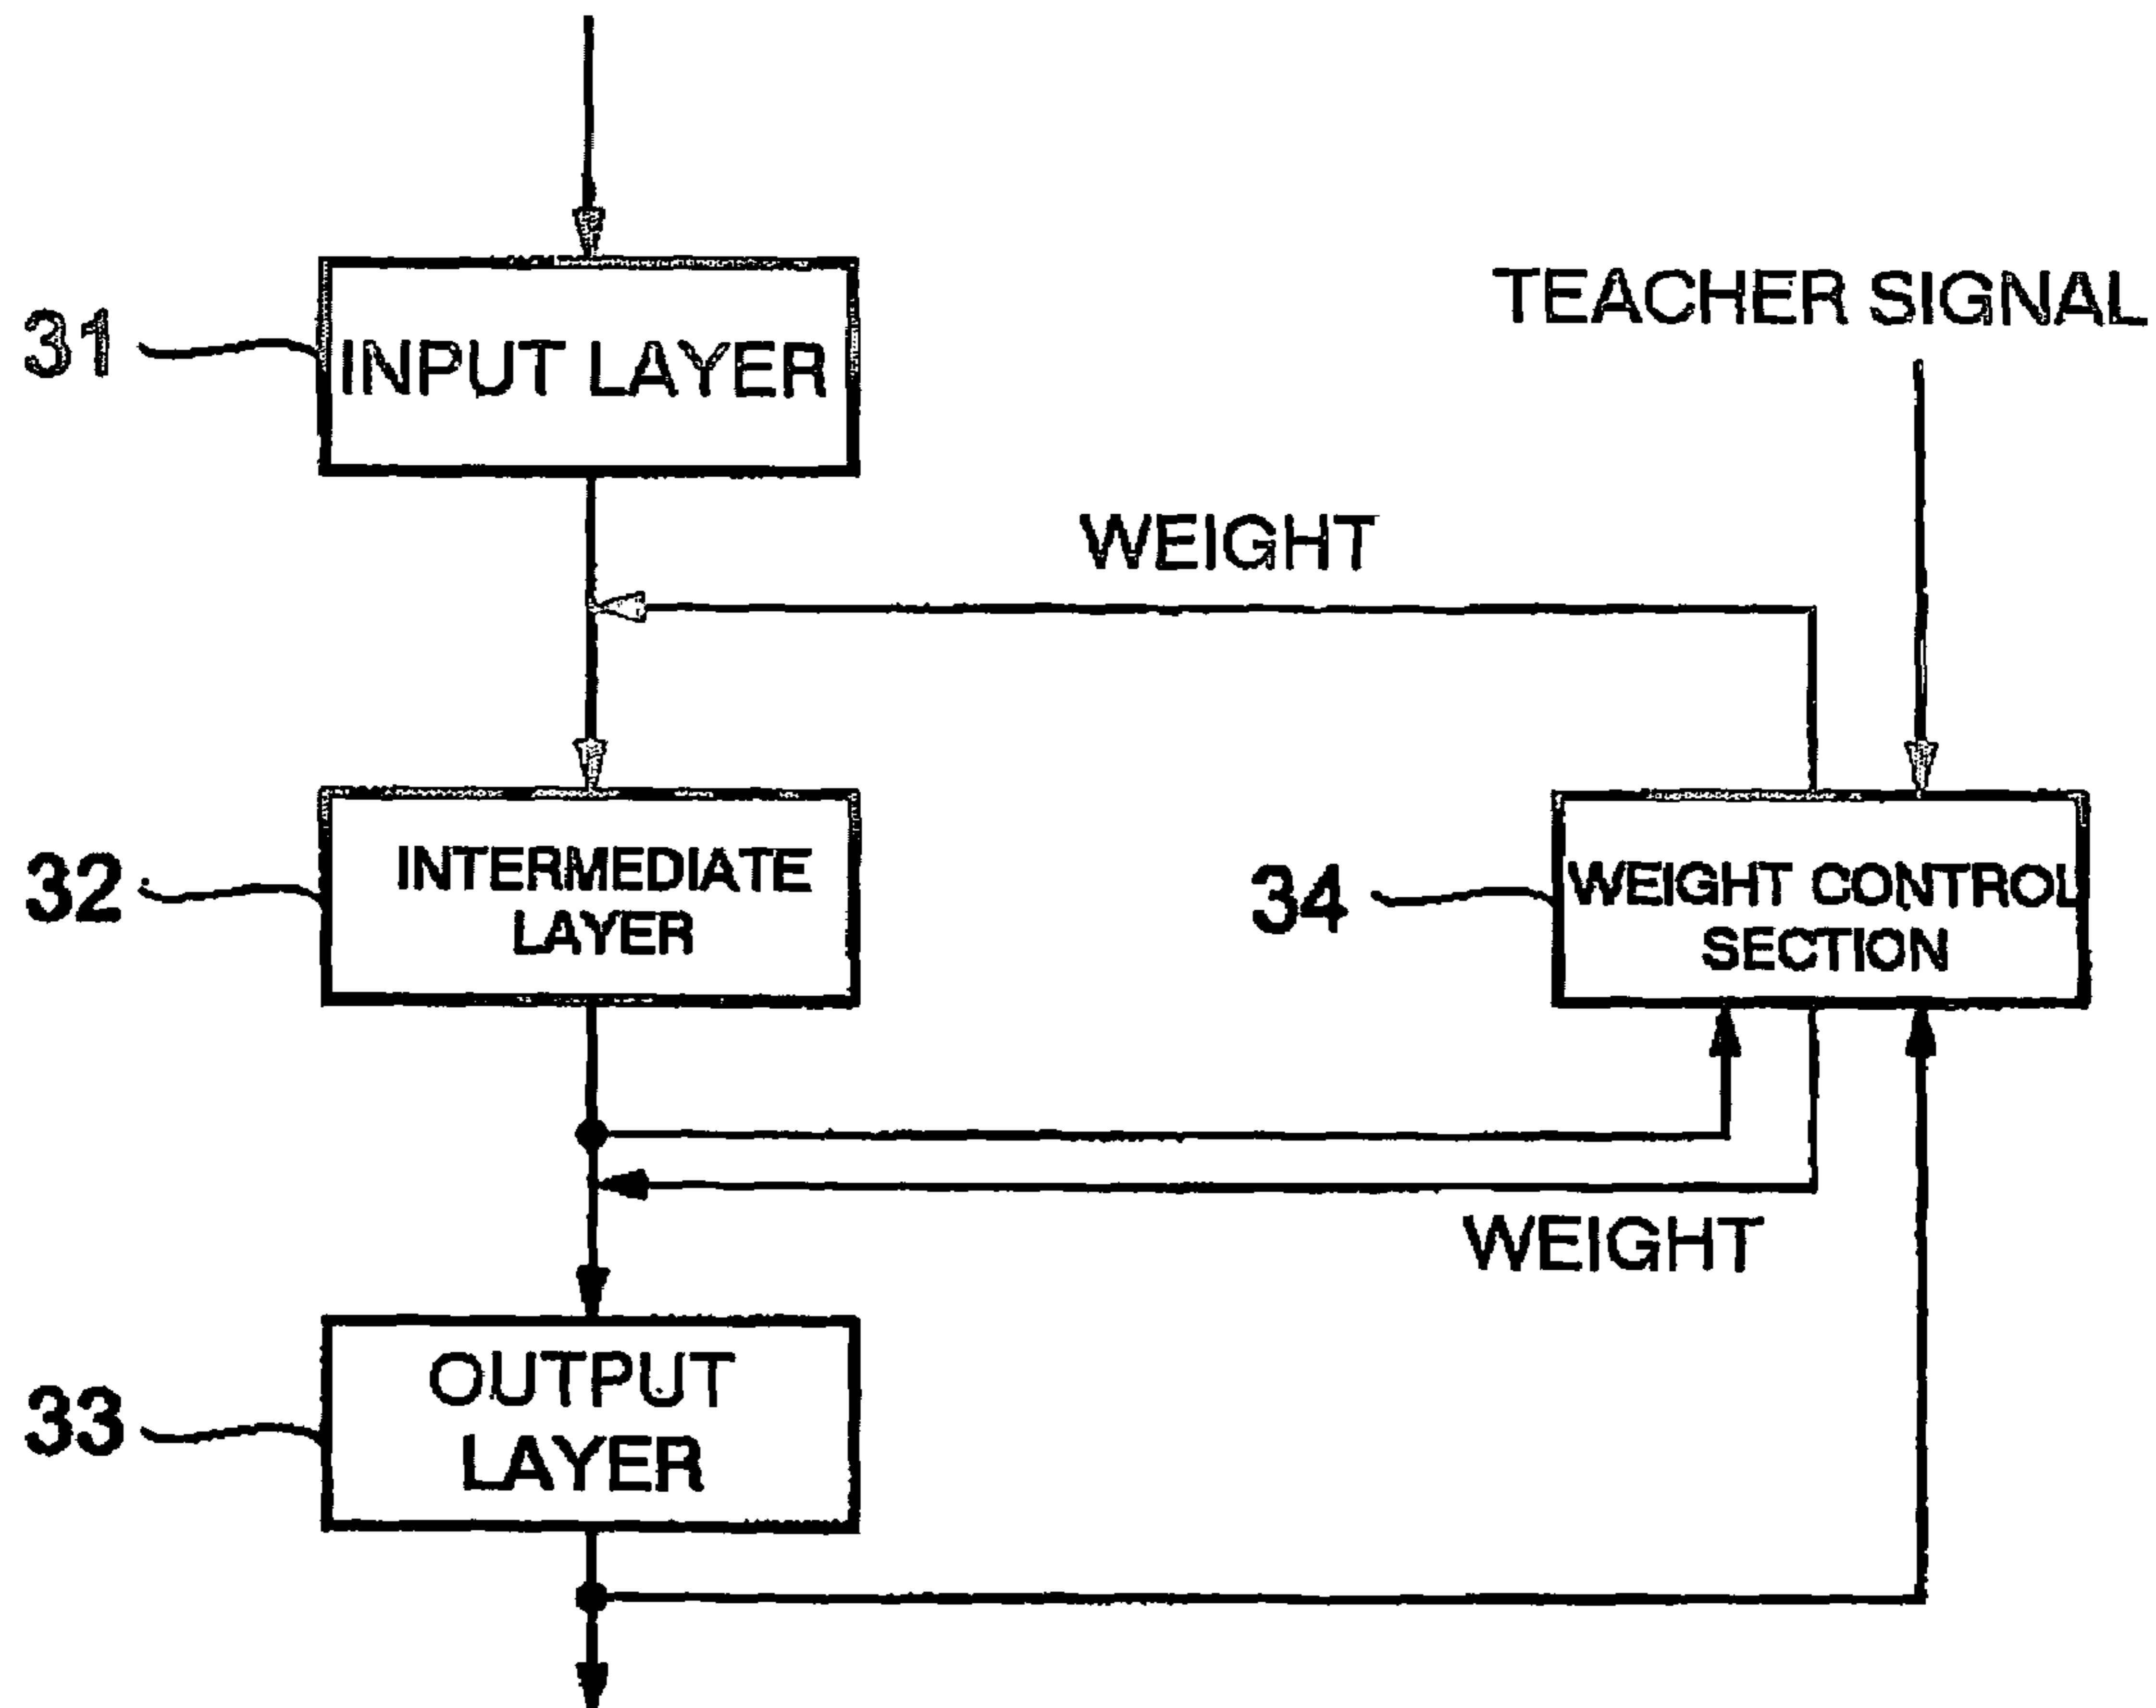 31
INPUT LAYER
TEACHER SIGNAL
WEIGHT
32
INTERMEDIATE
LAYER
34
WEIGHT CONTROL
SECTION
WEIGHT
33
OUTPUT
LAYER